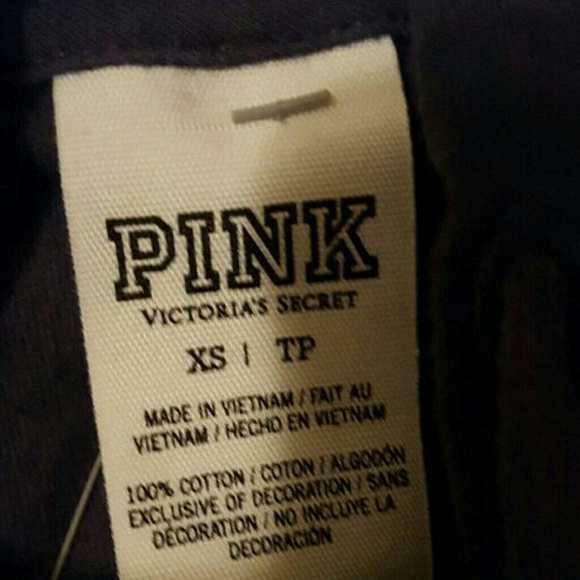 PINK
VICTORIA'S SECRET
XS | TP
MADE IN VIETNAM / FAIT AU
VIETNAM / HECHO EN VIETNAM
100% COTTON / COTON / ALGODÓN
EXCLUSIVE OF DECORATION / SANS
DÉCORATION / NO INCLUYE LA
DECORACIÓN